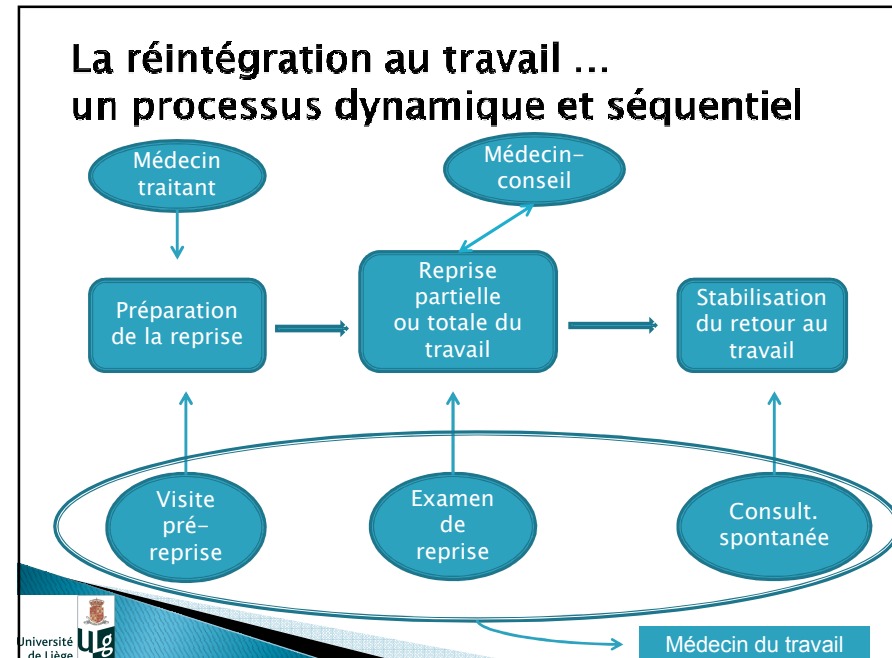 La réintégration au travail ...
un processus dynamique et séquentiel
Médecin
traitant
Médecin-
conseil
Préparation
de la reprise
Reprise
partielle
ou totale du
travail
Stabilisation
du retour au
travail
Visite
pré-
reprise
Examen
de
reprise
Consult.
spontanée
Université
de Liège
Ug
Médecin du travail